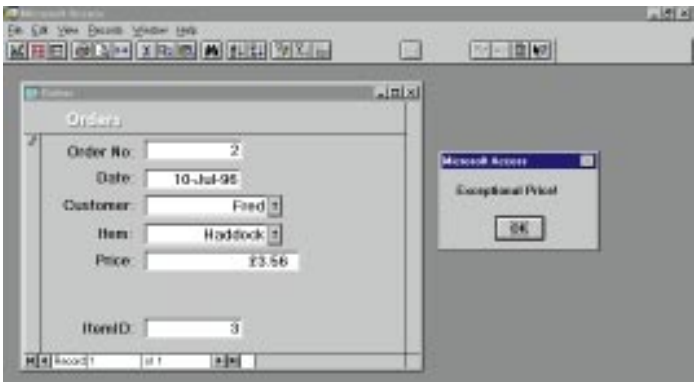 Microsoft Access
File Edit View Records Window Help
Orders
Orders
Order No: 2
Date: 10-Jul-96
Customer: Fred
Item: Haddock
Price: £3.56
ItemID: 3
Record 1 of 1
Microsoft Access
Exceptional Price!
OK